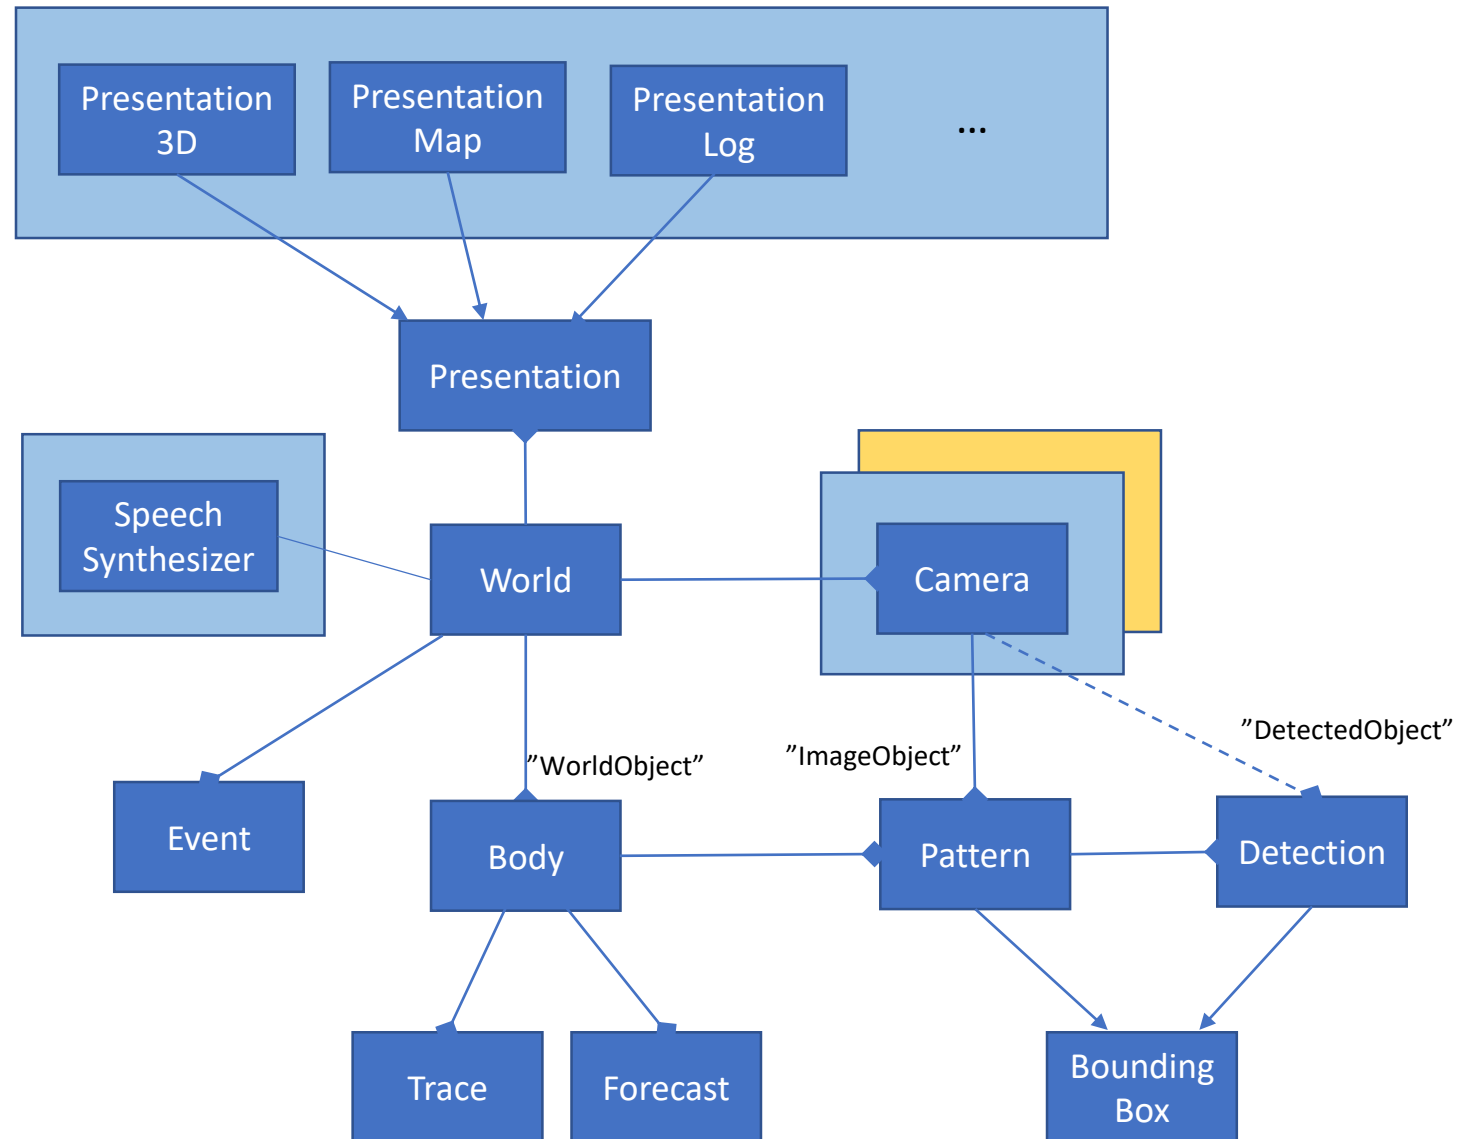 Presentation
3D
Presentation
Map
Presentation
Log
...
Presentation
Speech
Synthesizer
World
Camera
”DetectedObject”
”ImageObject”
”WorldObject”
Event
Body
Pattern
Detection
Trace
Forecast
Bounding
Box